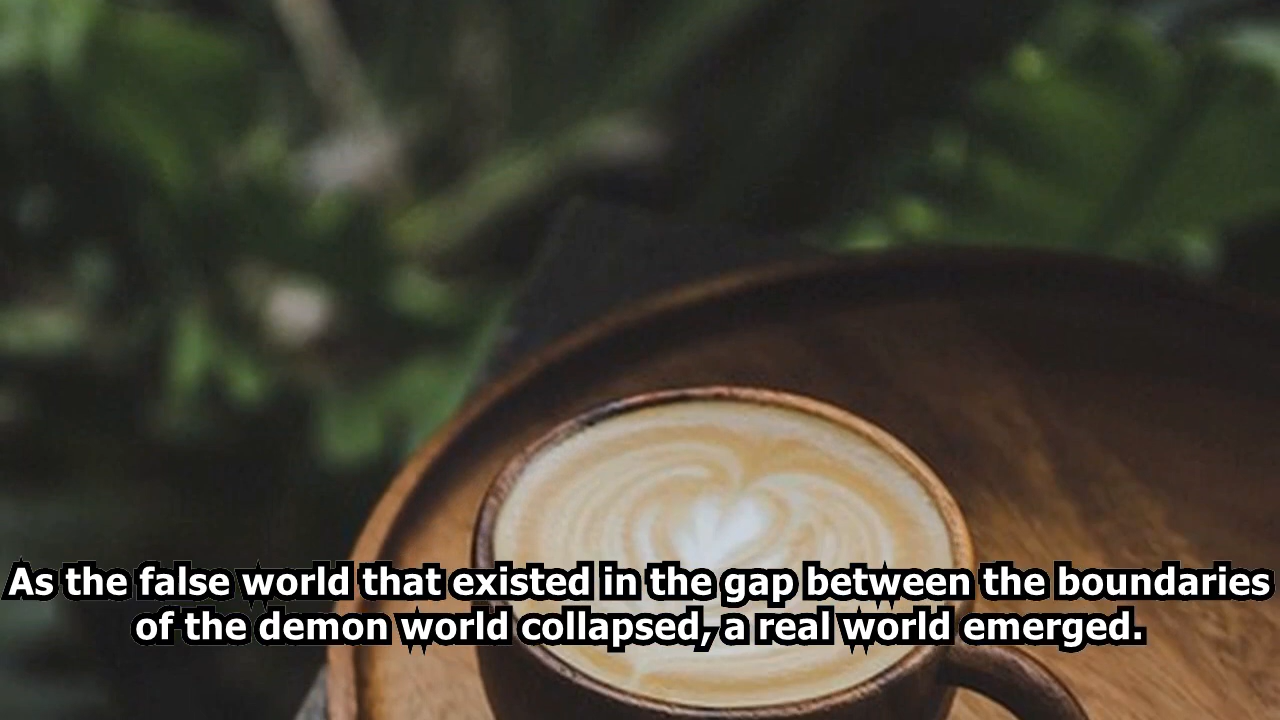 As the false world that existed in the gap between the boundaries
of the demon world collapsed, a real world emerged.